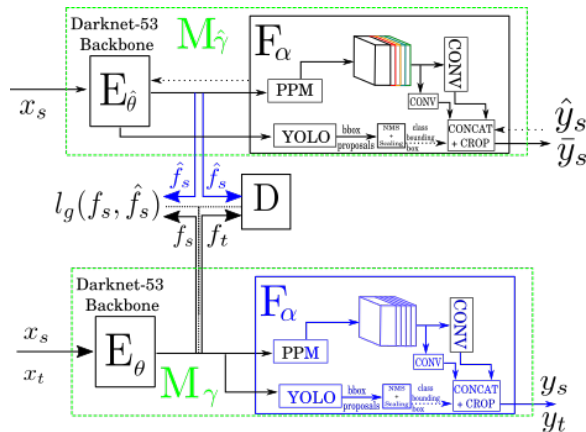 Darknet-53
Backbone
M_γ̂
F_α
E_θ̂
x_s
PPM
CONV
CONV
YOLO
bbox
proposals
NMS
+
Scaling
class
bounding
box
CONCAT
+ CROP
ŷ_s
ȳ_s
f̂_s f̂_s
l_g(f_s, f̂_s)
D
f_s f_t
Darknet-53
Backbone
F_α
x_s
x_t
E_θ
M_γ
PPM
CONV
CONV
YOLO
bbox
proposals
NMS
+
Scaling
class
bounding
box
CONCAT
+ CROP
y_s
y_t